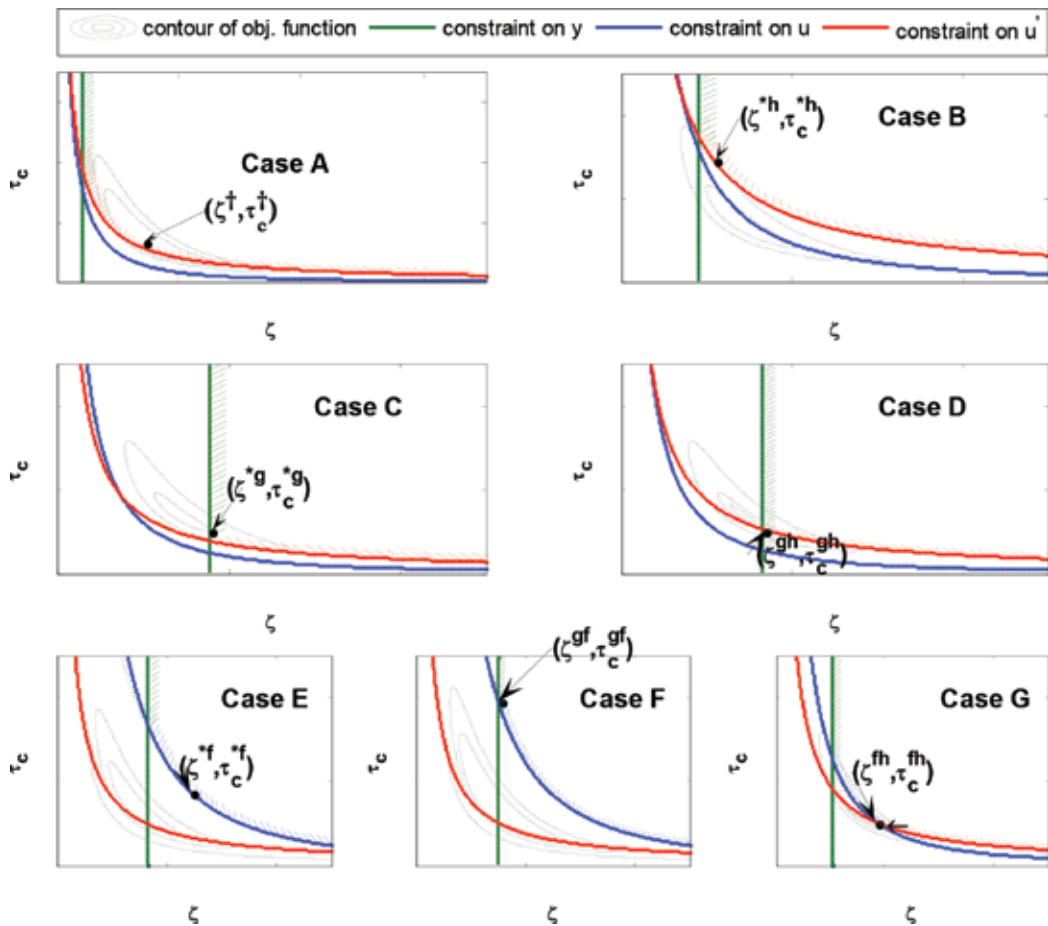 contour of obj. function constraint on y constraint on u constraint on u'
Case A
(ζ†,τc†)
τc
ζ
Case B
(ζ*h,τc*h)
τc
ζ
Case C
(ζ*g,τc*g)
τc
ζ
Case D
(ζgh,τcgh)
τc
ζ
Case E
(ζ*f,τc*f)
τc
ζ
Case F
(ζgf,τcgf)
τc
ζ
Case G
(ζfh,τcfh)
τc
ζ